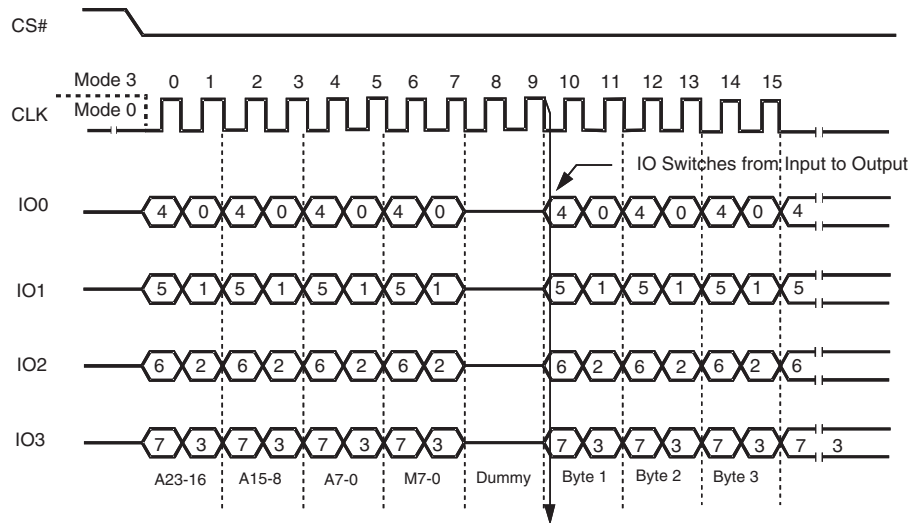 CS#
Mode 3 0 1 2 3 4 5 6 7 8 9 10 11 12 13 14 15
CLK Mode 0
IO Switches from Input to Output
IO0 4 0 4 0 4 0 4 0 4 0 4 0 4 0 4
IO1 5 1 5 1 5 1 5 1 5 1 5 1 5 1 5
IO2 6 2 6 2 6 2 6 2 6 2 6 2 6 2 6
IO3 7 3 7 3 7 3 7 3 7 3 7 3 7 3 7 3
A23-16 A15-8 A7-0 M7-0 Dummy Byte 1 Byte 2 Byte 3